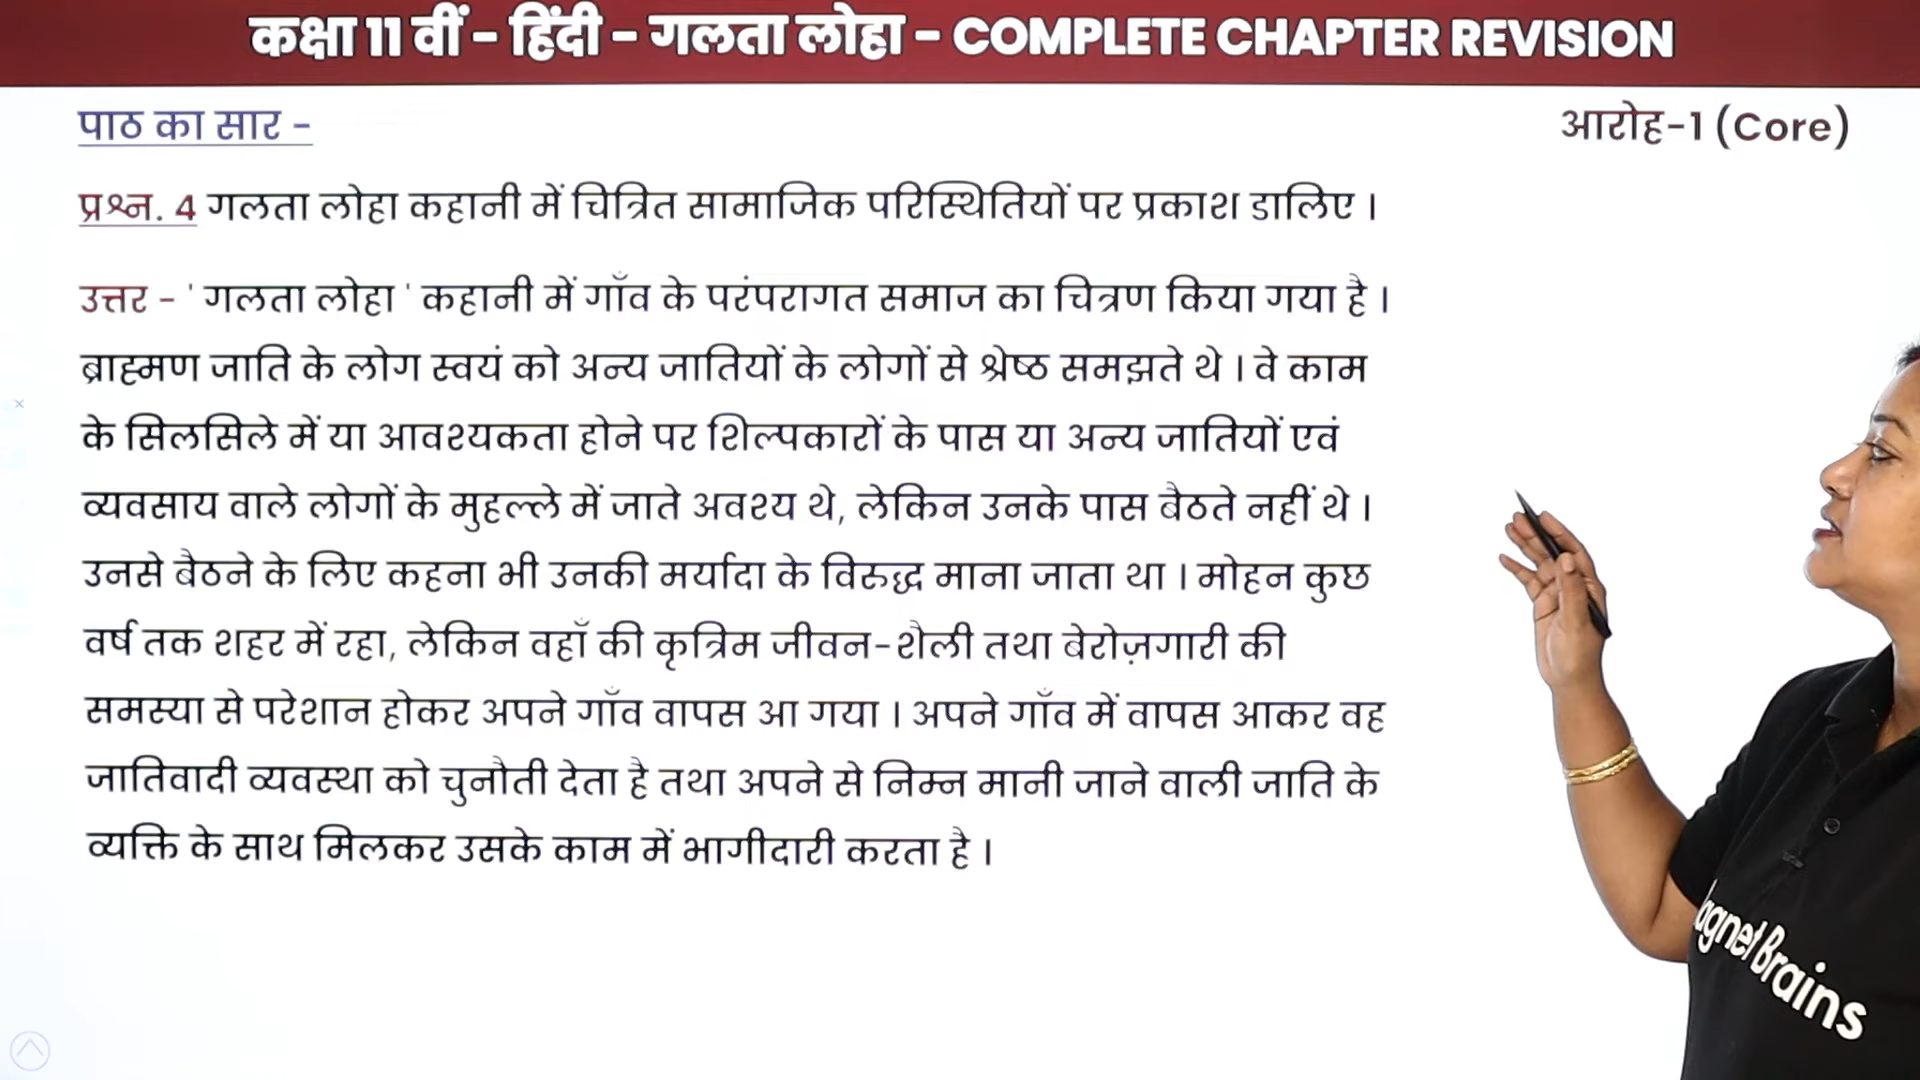 कक्षा 11 वीं - हिंदी - गलता लोहा - COMPLETE CHAPTER REVISION
पाठ का सार -
आरोह-1 (Core)
प्रश्न. 4 गलता लोहा कहानी में चित्रित सामाजिक परिस्थितियों पर प्रकाश डालिए ।
उत्तर - ' गलता लोहा ' कहानी में गाँव के परंपरागत समाज का चित्रण किया गया है ।
ब्राह्मण जाति के लोग स्वयं को अन्य जातियों के लोगों से श्रेष्ठ समझते थे । वे काम
के सिलसिले में या आवश्यकता होने पर शिल्पकारों के पास या अन्य जातियों एवं
व्यवसाय वाले लोगों के मुहल्ले में जाते अवश्य थे, लेकिन उनके पास बैठते नहीं थे ।
उनसे बैठने के लिए कहना भी उनकी मर्यादा के विरुद्ध माना जाता था । मोहन कुछ
वर्ष तक शहर में रहा, लेकिन वहाँ की कृत्रिम जीवन-शैली तथा बेरोज़गारी की
समस्या से परेशान होकर अपने गाँव वापस आ गया । अपने गाँव में वापस आकर वह
जातिवादी व्यवस्था को चुनौती देता है तथा अपने से निम्न मानी जाने वाली जाति के
व्यक्ति के साथ मिलकर उसके काम में भागीदारी करता है ।
agnet Brains